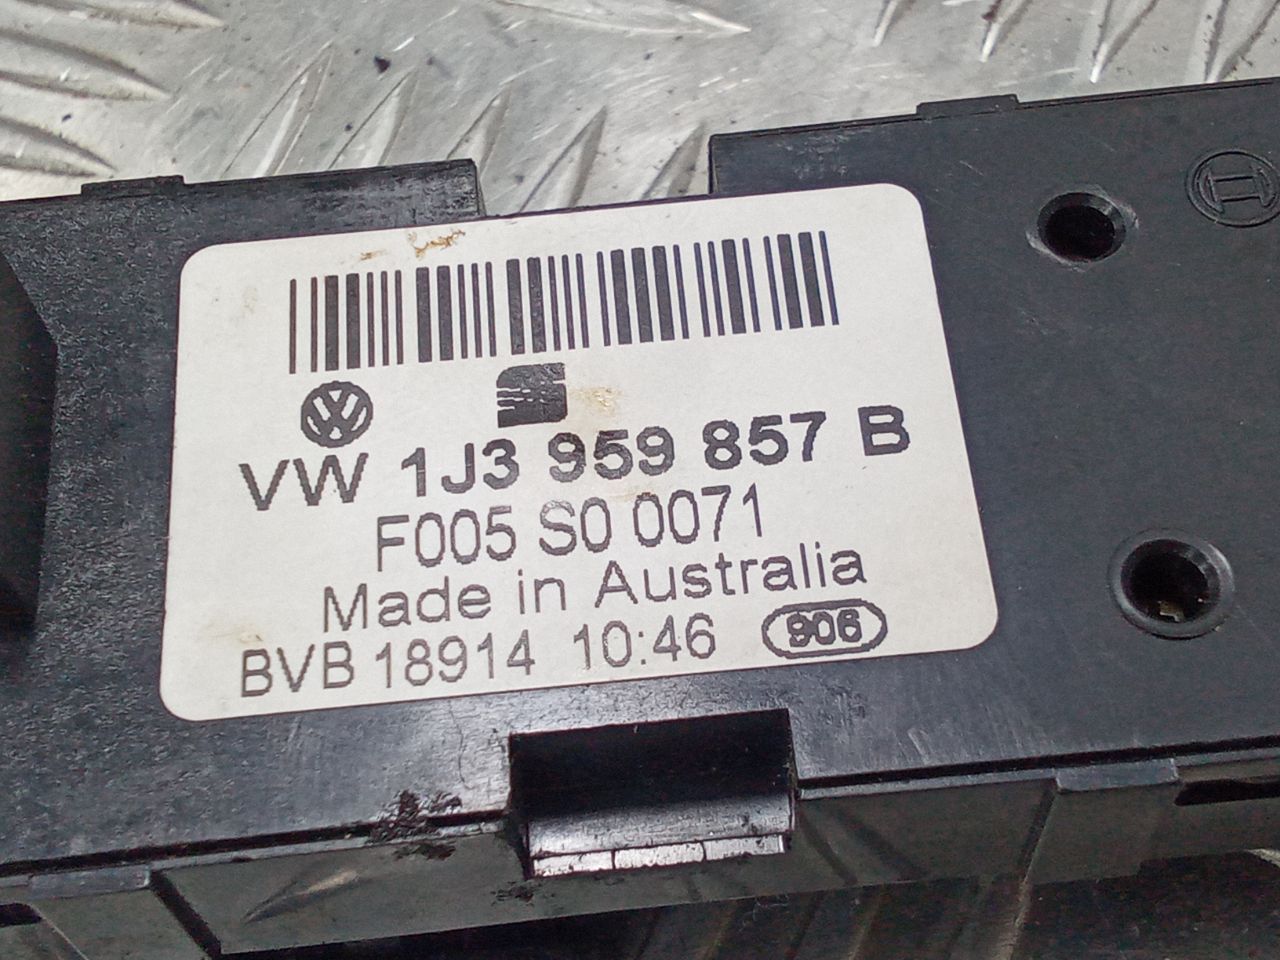 VW 1J3 959 857 B
F005 S0 0071
Made in Australia
BVB 18914 10:46 906